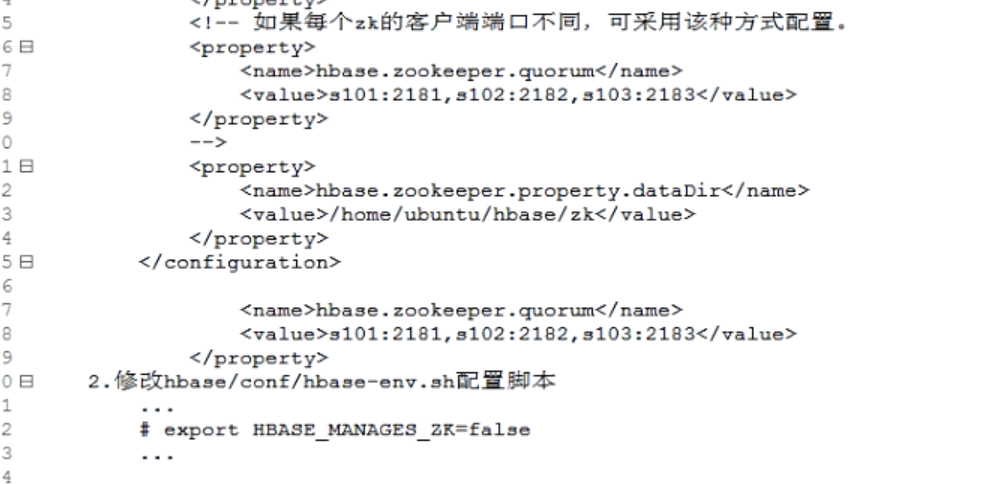 </property>
5 <!-- 如果每个zk的客户端端口不同，可采用该种方式配置。
6 <property>
7 <name>hbase.zookeeper.quorum</name>
8 <value>s101:2181,s102:2182,s103:2183</value>
9 </property>
0 -->
1 <property>
2 <name>hbase.zookeeper.property.dataDir</name>
3 <value>/home/ubuntu/hbase/zk</value>
4 </property>
5 </configuration>
6
7 <name>hbase.zookeeper.quorum</name>
8 <value>s101:2181,s102:2182,s103:2183</value>
9 </property>
0 2.修改hbase/conf/hbase-env.sh配置脚本
1 ...
2 # export HBASE_MANAGES_ZK=false
3 ...
4